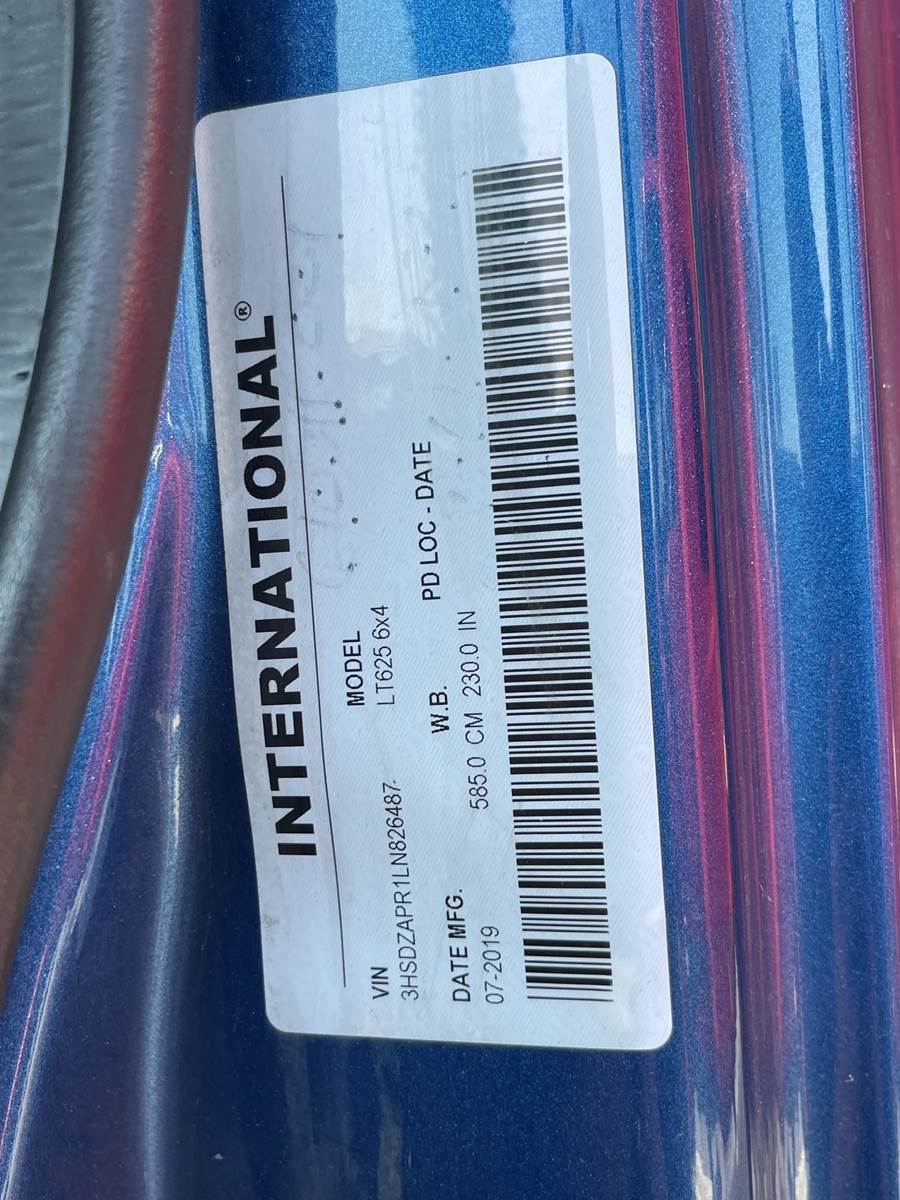 INTERNATIONAL®
VIN MODEL
3HSDZAPR1LN826487 LT625 6x4
DATE MFG. W.B. PD LOC - DATE
07-2019 585.0 CM 230.0 IN